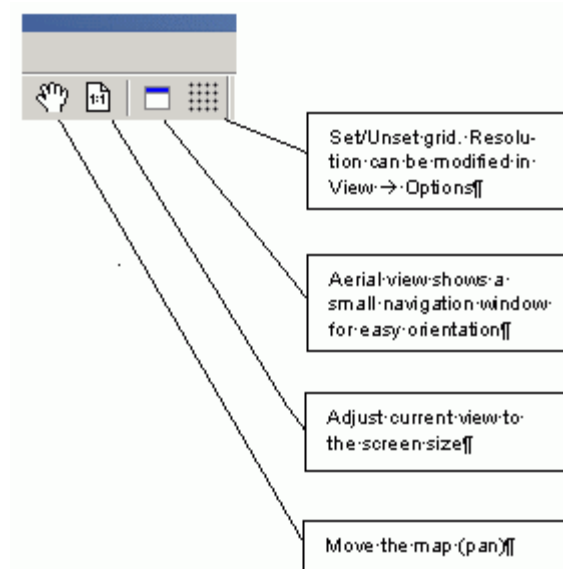 1:1
Set/Unset·grid.·Resolu-
tion·can·be·modified·in·
View·→·Options¶
Aerial·view·shows·a·
small·navigation·window·
for·easy·orientation¶
Adjust·current·view·to·
the·screen·size¶
Move·the·map·(pan)¶